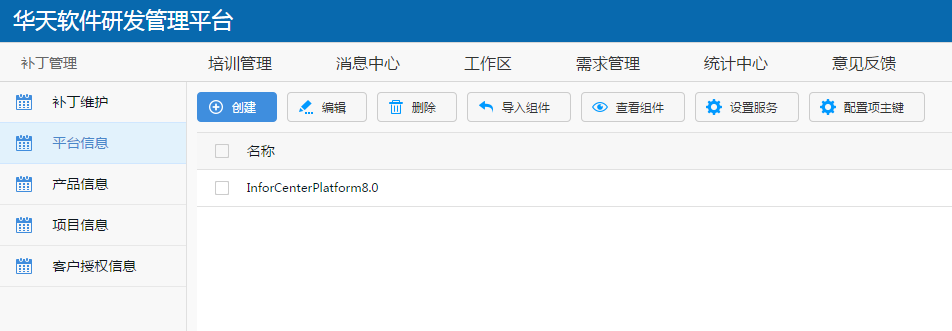 华天软件研发管理平台
补丁管理 培训管理 消息中心 工作区 需求管理 统计中心 意见反馈
补丁维护
平台信息
产品信息
项目信息
客户授权信息
创建 编辑 删除 导入组件 查看组件 设置服务 配置项主键
名称
InforCenterPlatform8.0